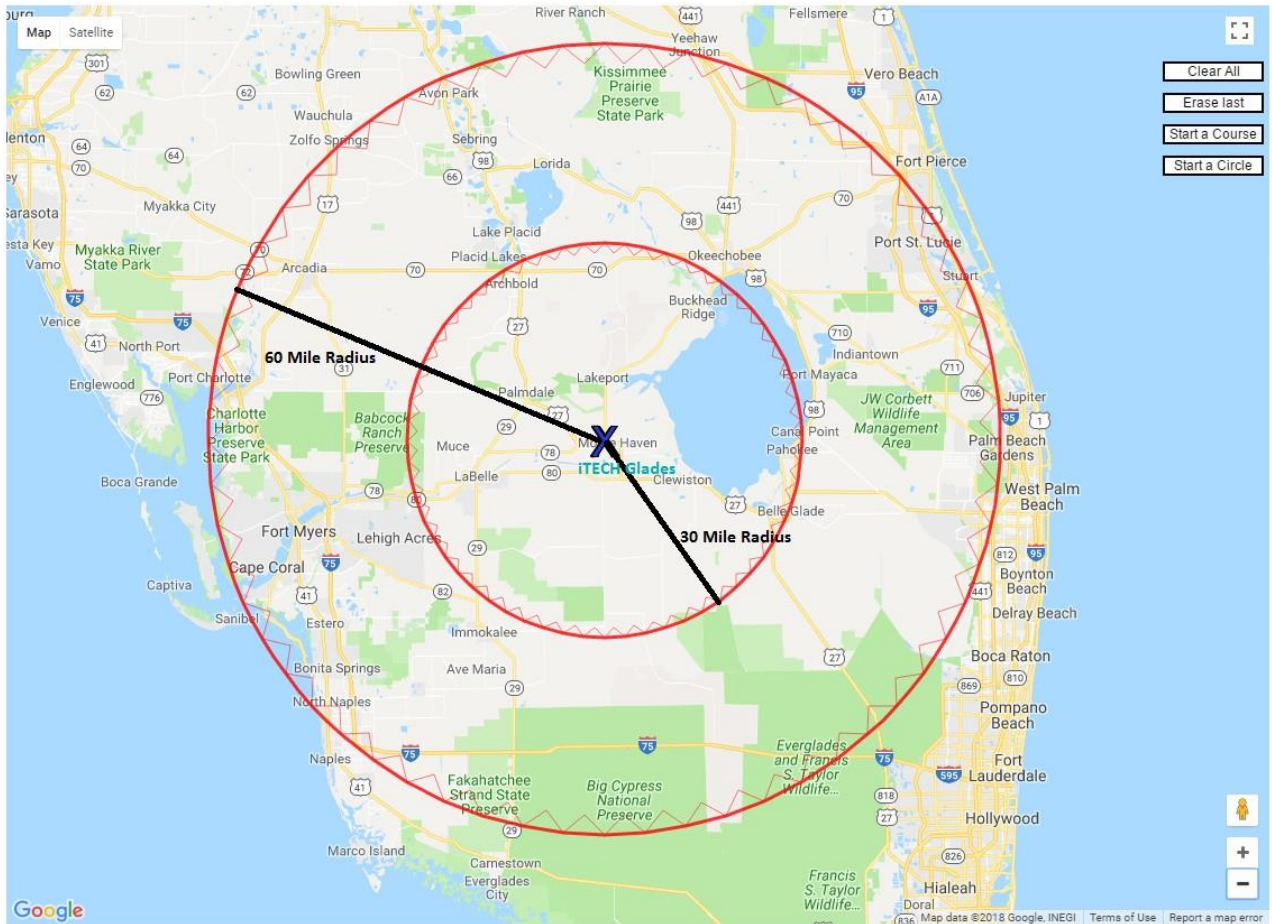 burg
River Ranch
441
Fellsmere
1
Map
Satellite
Yeehaw
Junction
301
Bowling Green
Kissimmee
Prairie
Preserve
State Park
Vero Beach
95
Clear All
62
62
Avon Park
A1A
Erase last
Wauchula
lenton
Zolfo Springs
Sebring
Start a Course
64
64
98
Lorida
Fort Pierce
70
66
Start a Circle
ey
Myakka City
17
441
70
Sarasota
98
esta Key
Lake Placid
Port St. Lucie
Vamo
Myakka River
State Park
70
Placid Lakes
Okeechobee
72
Arcadia
70
70
98
Stuart
75
Archbold
Buckhead
Ridge
95
Venice
75
27
41
North Port
60 Mile Radius
710
Indiantown
Port Charlotte
31
Lakeport
Port Mayaca
711
Englewood
776
Palmdale
706
Jupiter
Charlotte
Harbor
Preserve
State Park
Babcock
Ranch
Preserve
27
98
JW Corbett
Wildlife
Management
Area
95
1
29
Canal Point
Muce
X
Haven
Pahokee
Palm Beach
Gardens
78
iTECH Glades
Boca Grande
LaBelle
80
Clewiston
78
80
27
West Palm
Beach
Belle Glade
Fort Myers
Lehigh Acres
30 Mile Radius
29
812
95
Cape Coral
75
Boynton
Beach
Captiva
41
82
441
Sanibel
Estero
Delray Beach
Immokalee
27
Boca Raton
Bonita Springs
Ave Maria
29
869
810
North Naples
Pompano
Beach
75
75
Everglades
and Francis
S. Taylor
Wildlife...
75
Naples
Fort
Lauderdale
41
Fakahatchee
Strand State
Preserve
Big Cypress
National
Preserve
595
818
27
Hollywood
29
Marco Island
Carnestown
826
Everglades
City
Francis
S. Taylor
Wildlife...
Hialeah
Doral
Google
836
Map data ©2018 Google, INEGI
Terms of Use
Report a map error